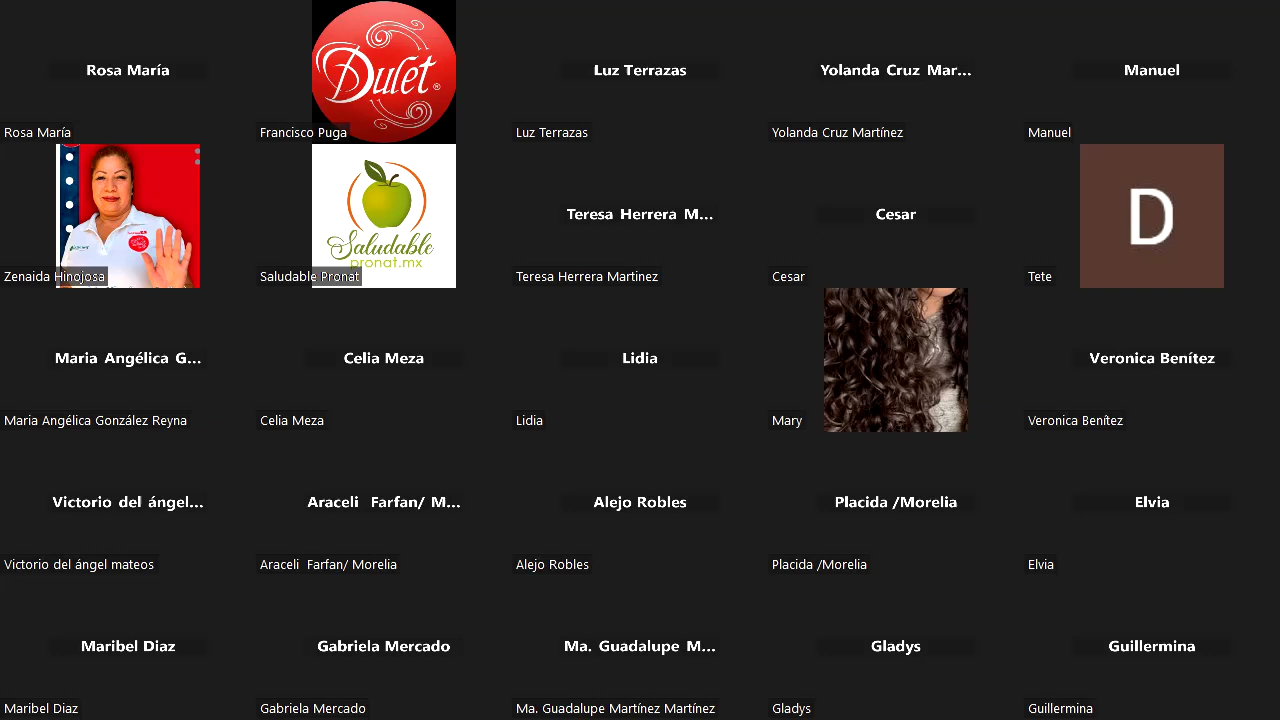 Rosa María
Dulet®
Luz Terrazas
Yolanda Cruz Mar...
Manuel
Rosa María
Francisco Puga
Luz Terrazas
Yolanda Cruz Martínez
Manuel
Saludable
pronat.mx
Teresa Herrera M...
Cesar
D
Zenaida Hinojosa
Saludable Pronat
Teresa Herrera Martinez
Cesar
Tete
Maria Angélica G...
Celia Meza
Lidia
Veronica Benítez
Maria Angélica González Reyna
Celia Meza
Lidia
Mary
Veronica Benítez
Victorio del ángel...
Araceli Farfan/ M...
Alejo Robles
Placida /Morelia
Elvia
Victorio del ángel mateos
Araceli Farfan/ Morelia
Alejo Robles
Placida /Morelia
Elvia
Maribel Diaz
Gabriela Mercado
Ma. Guadalupe M...
Gladys
Guillermina
Maribel Diaz
Gabriela Mercado
Ma. Guadalupe Martínez Martínez
Gladys
Guillermina